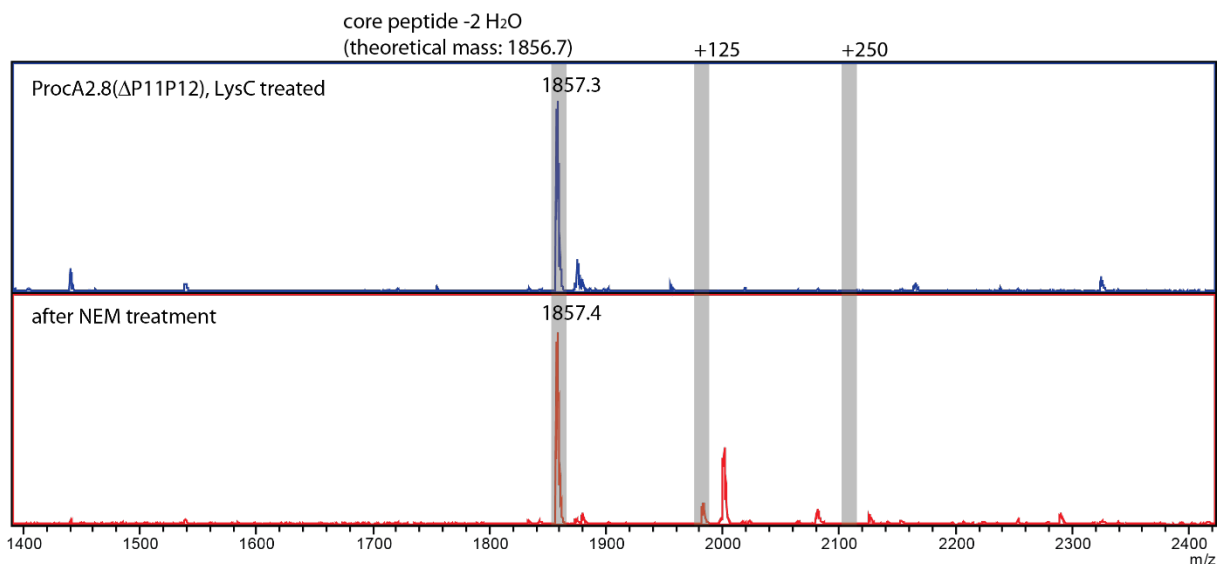 core peptide -2 H₂O
(theoretical mass: 1856.7)
+125
+250
ProcA2.8(ΔP11P12), LysC treated
1857.3
after NEM treatment
1857.4
1400 1500 1600 1700 1800 1900 2000 2100 2200 2300 2400
m/z